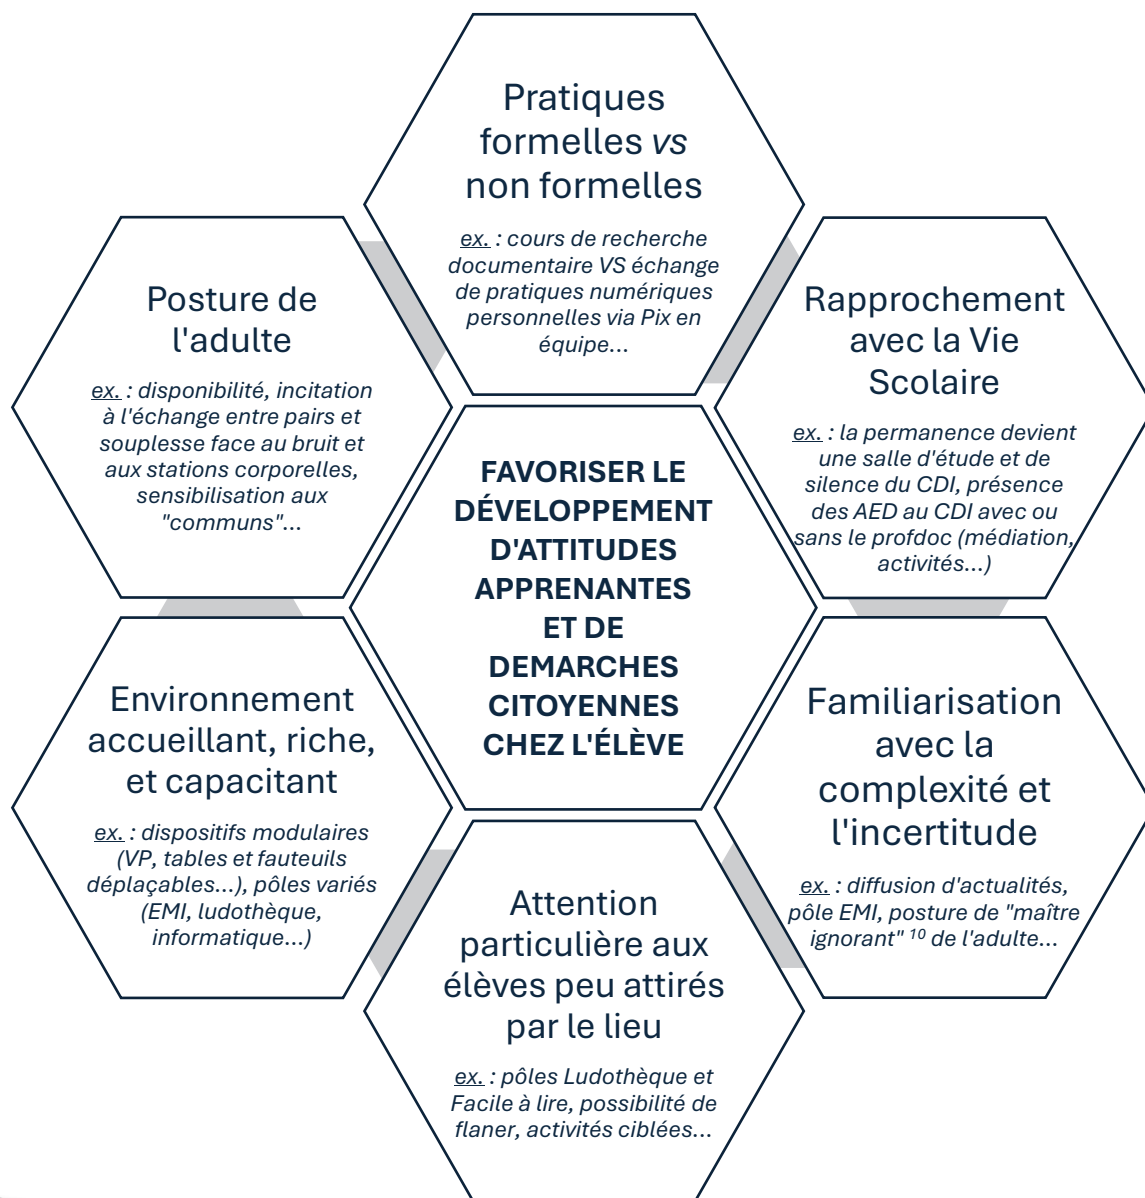 Pratiques
formelles vs
non formelles
ex. : cours de recherche
documentaire VS échange
de pratiques numériques
personnelles via Pix en
équipe...
Posture de
l'adulte
ex. : disponibilité, incitation
à l'échange entre pairs et
souplesse face au bruit et
aux stations corporelles,
sensibilisation aux
"communs"...
Rapprochement
avec la Vie
Scolaire
ex. : la permanence devient
une salle d'étude et de
silence du CDI, présence
des AED au CDI avec ou
sans le profdoc (médiation,
activités...)
FAVORISER LE
DÉVELOPPEMENT
D'ATTITUDES
APPRENANTES
ET DE
DEMARCHES
CITOYENNES
CHEZ L'ÉLÈVE
Environnement
accueillant, riche,
et capacitant
ex. : dispositifs modulaires
(VP, tables et fauteuils
déplaçables...), pôles variés
(EMI, ludothèque,
informatique...)
Familiarisation
avec la
complexité et
l'incertitude
ex. : diffusion d'actualités,
pôle EMI, posture de "maître
ignorant" 10 de l'adulte...
Attention
particulière aux
élèves peu attirés
par le lieu
ex. : pôles Ludothèque et
Facile à lire, possibilité de
flaner, activités ciblées...